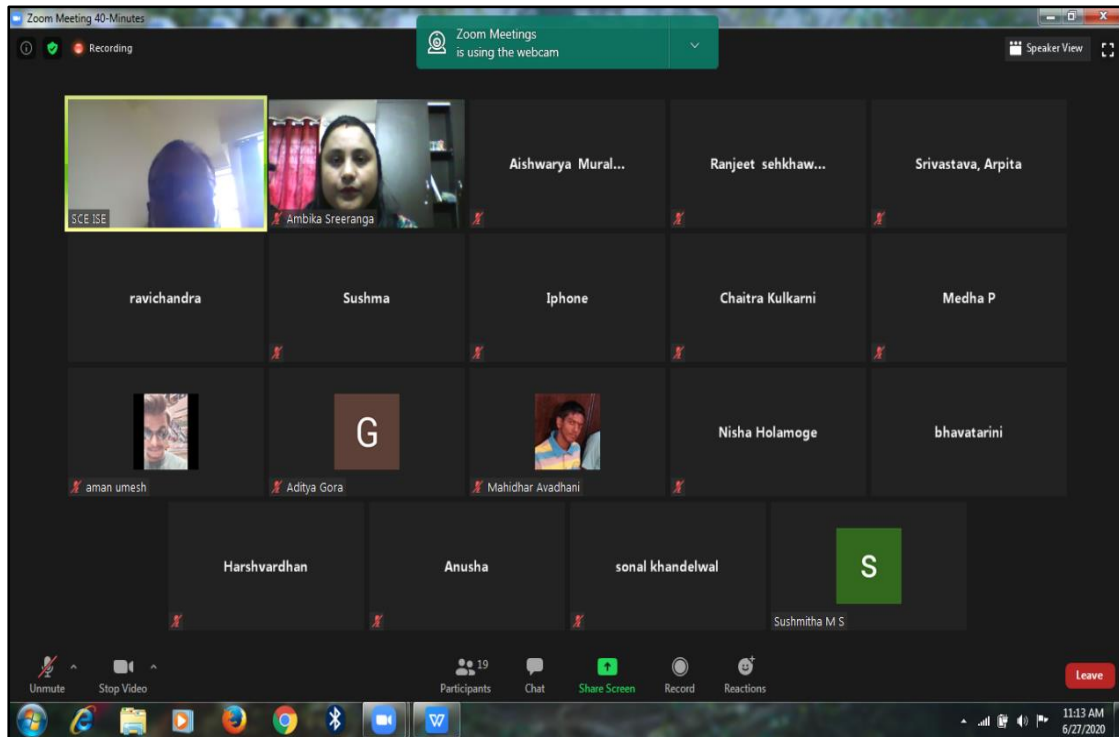 Zoom Meeting 40-Minutes
Recording
Zoom Meetings
is using the webcam
Speaker View
SCE ISE
Ambika Sreeranga
Aishwarya Mural...
Ranjeet sehkhaw...
Srivastava, Arpita
ravichandra
Sushma
Iphone
Chaitra Kulkarni
Medha P
aman umesh
G
Aditya Gora
Mahidhar Avadhani
Nisha Holamoge
bhavatarini
Harshvardhan
Anusha
sonal khandelwal
S
Sushmitha M S
Unmute
Stop Video
19
Participants
Chat
Share Screen
Record
Reactions
Leave
11:13 AM
6/27/2020